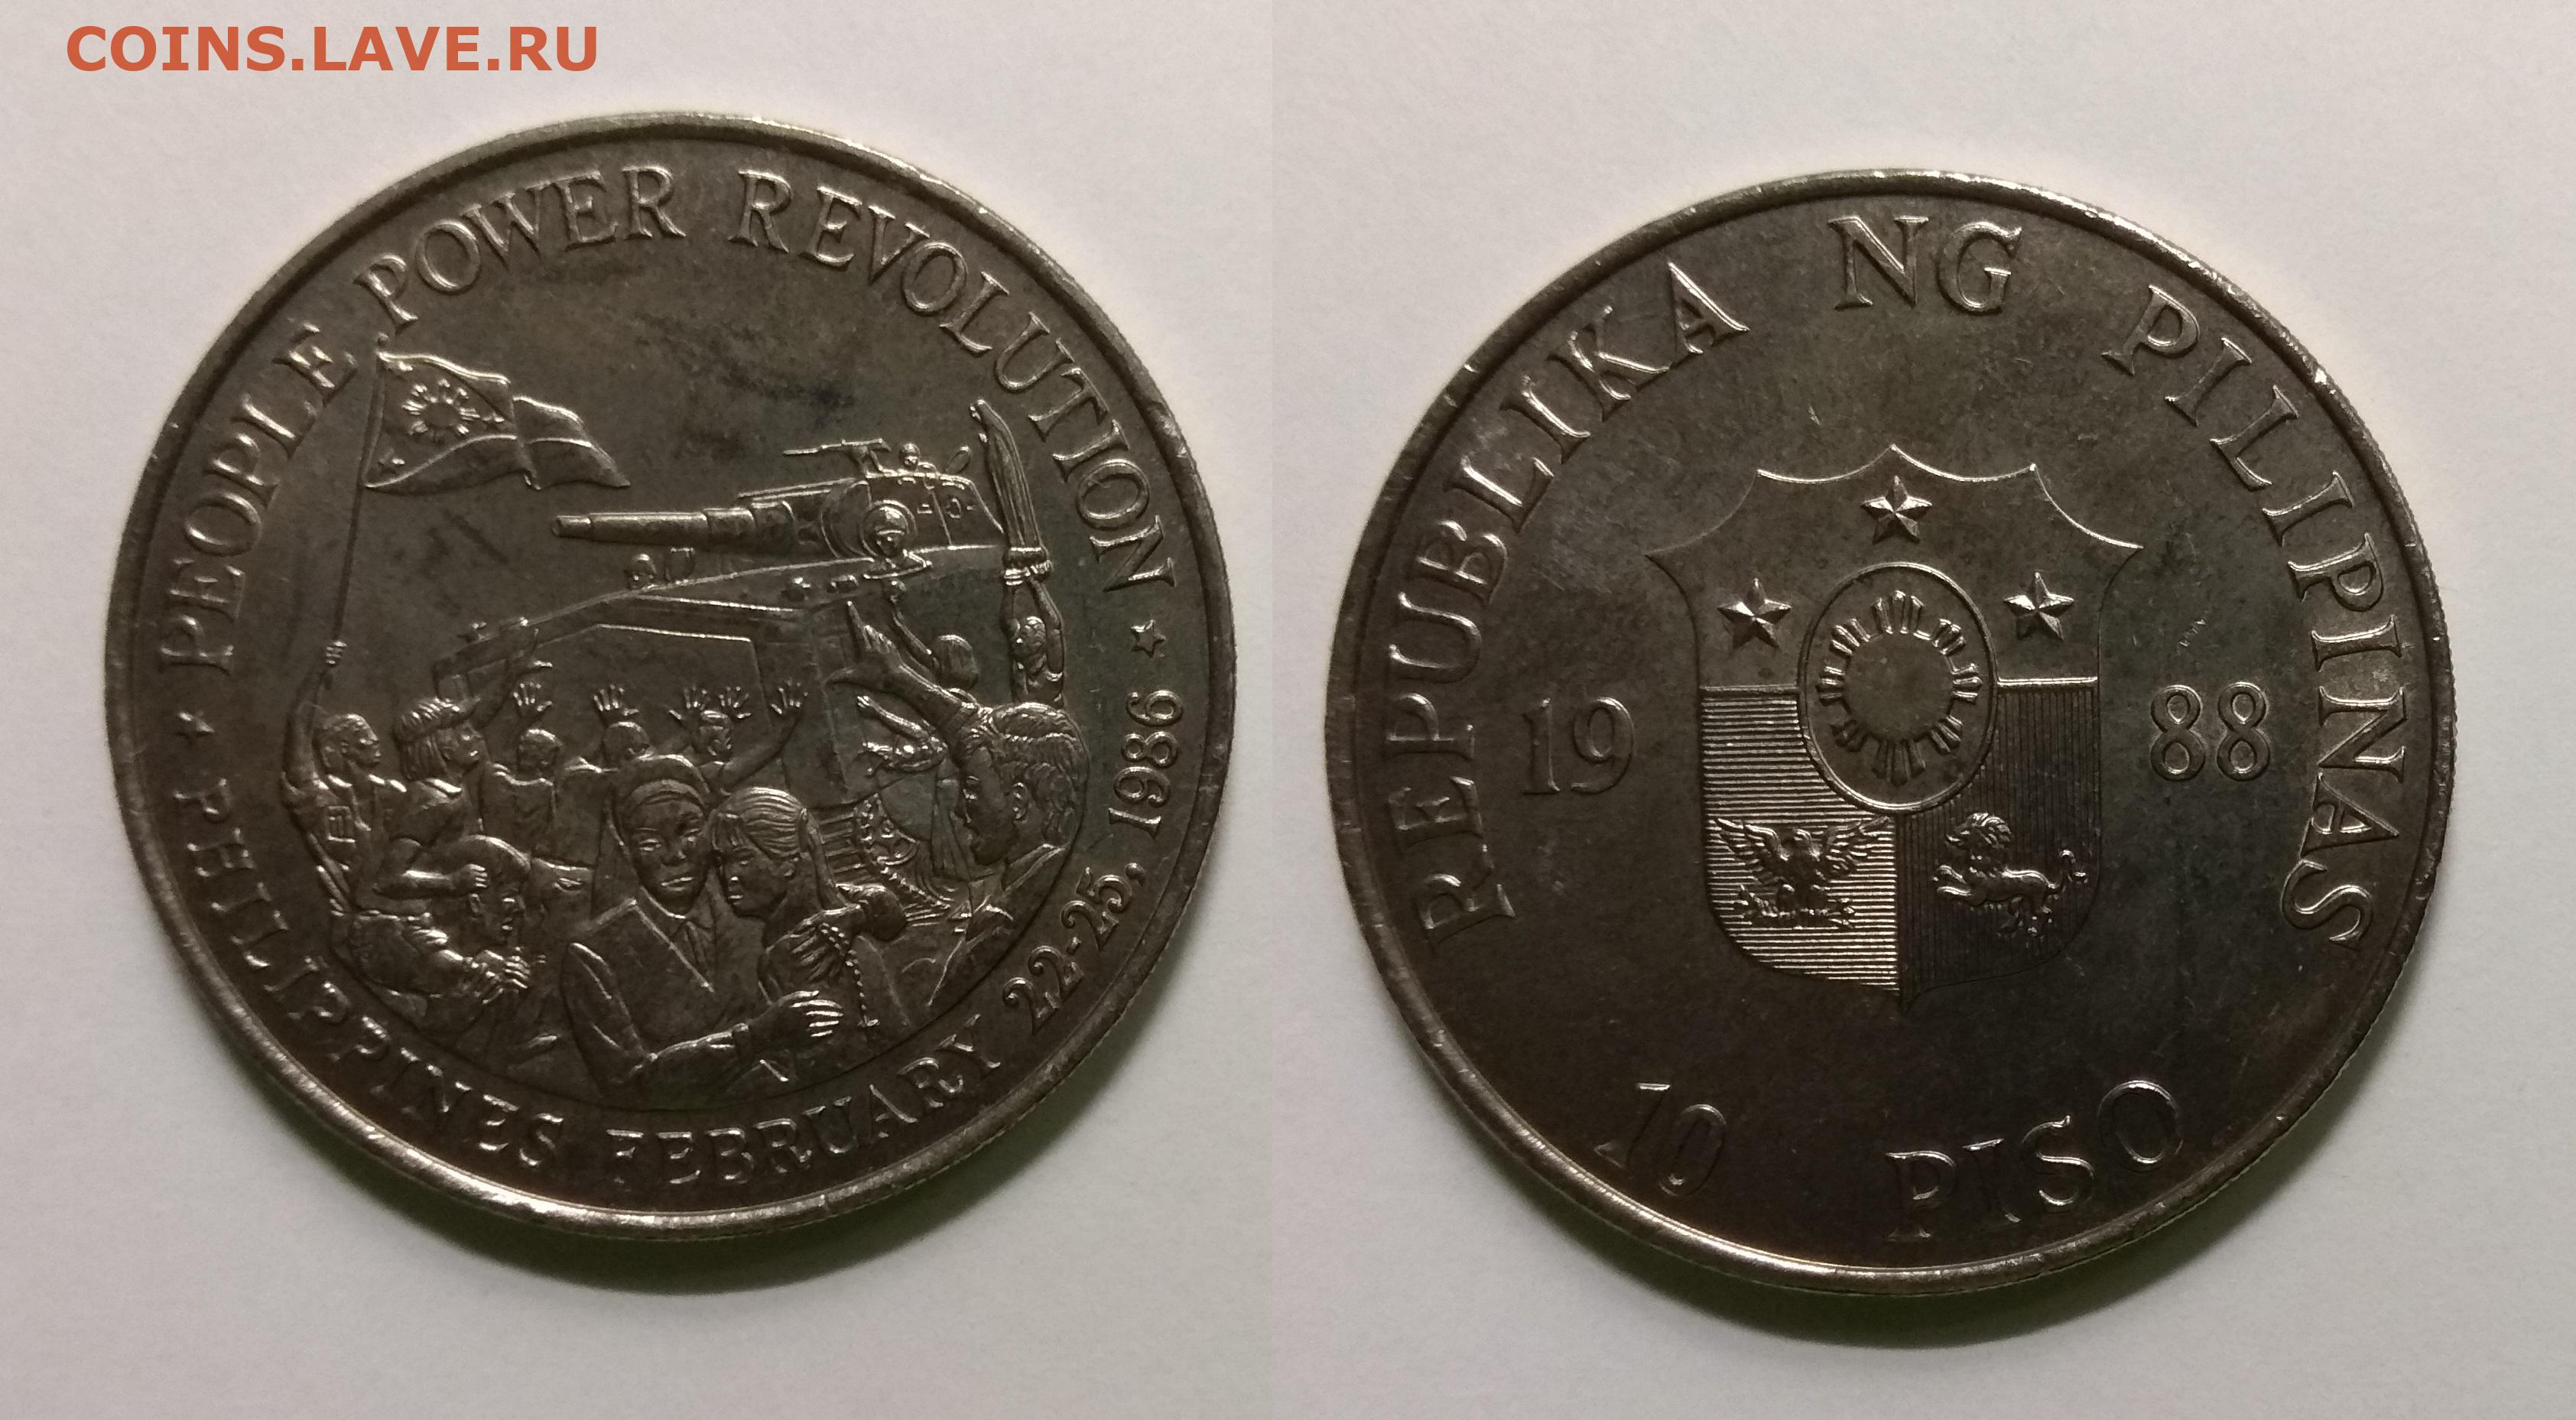 COINS.LAVE.RU
PEOPLE POWER REVOLUTION
PHILIPPINES FEBRUARY 22-25, 1986
REPUBLIKA NG PILIPINAS
19 88
10 PISO